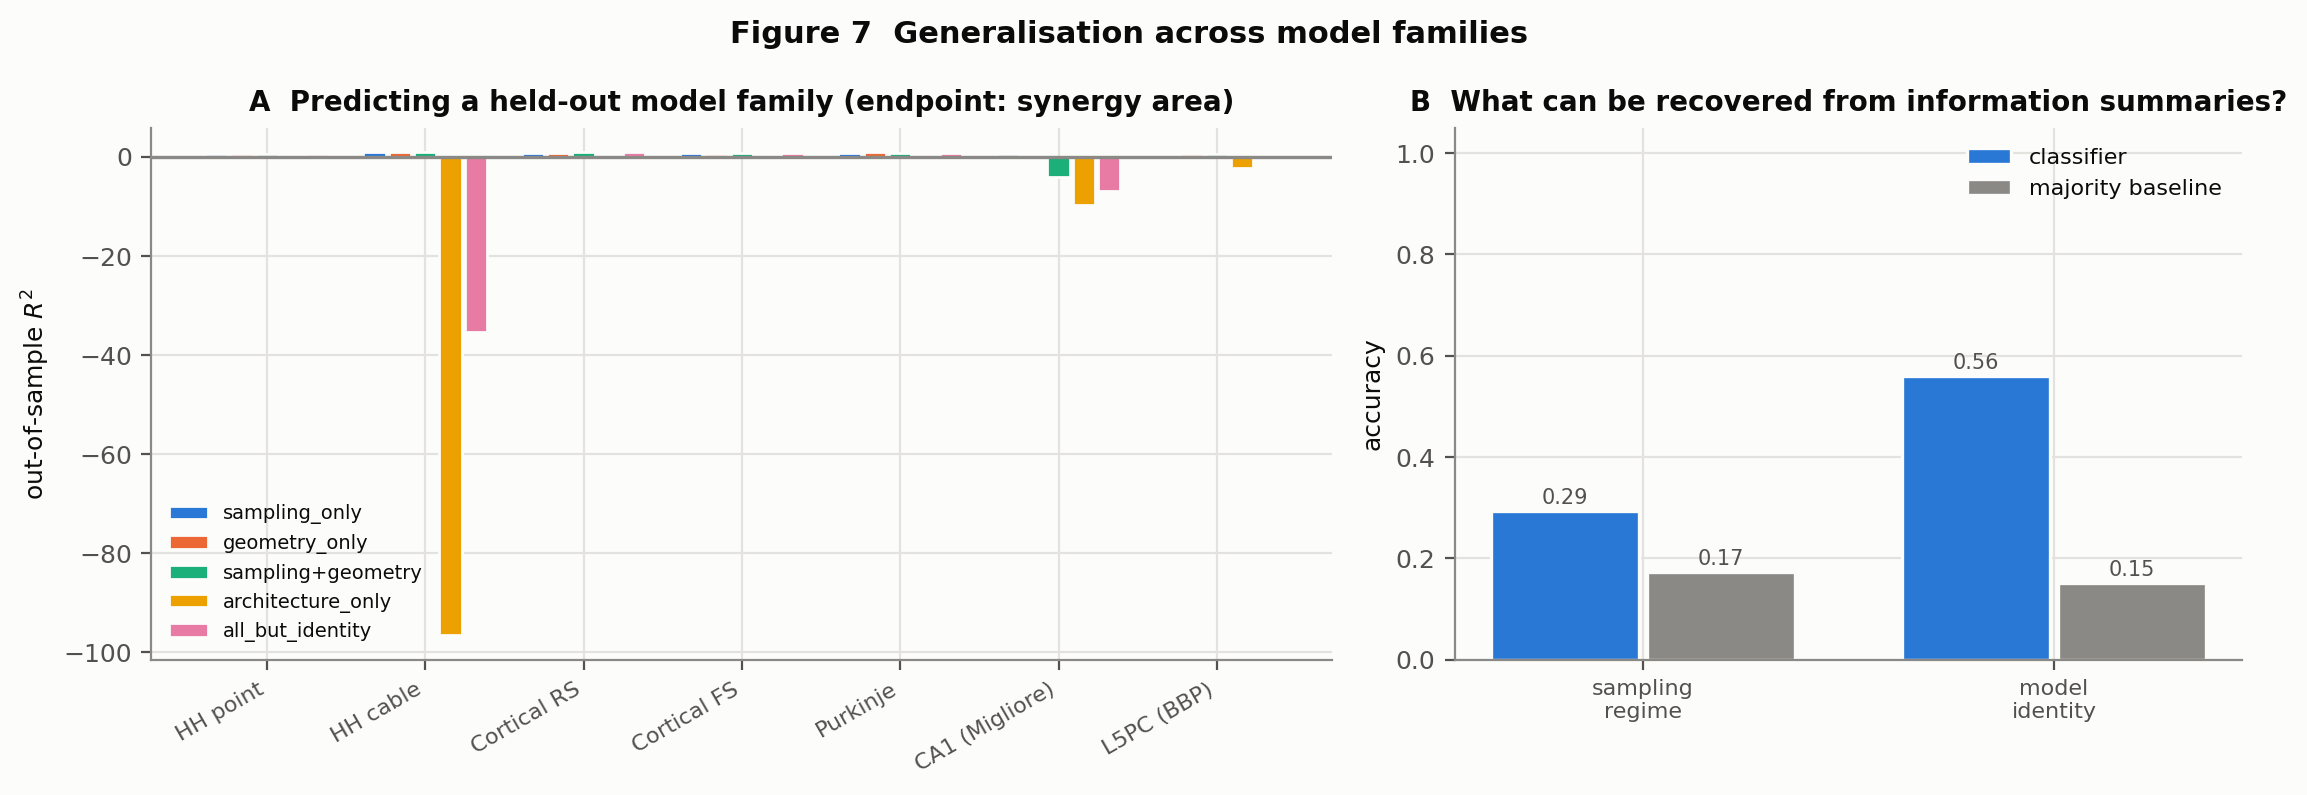 Figure 7  Generalisation across model families
A  Predicting a held-out model family (endpoint: synergy area)
out-of-sample R²
0
−20
−40
−60
−80
−100
sampling_only
geometry_only
sampling+geometry
architecture_only
all_but_identity
HH point
HH cable
Cortical RS
Cortical FS
Purkinje
CA1 (Migliore)
L5PC (BBP)
B  What can be recovered from information summaries?
accuracy
1.0
0.8
0.6
0.4
0.2
0.0
classifier
majority baseline
0.29
0.17
0.56
0.15
sampling
regime
model
identity